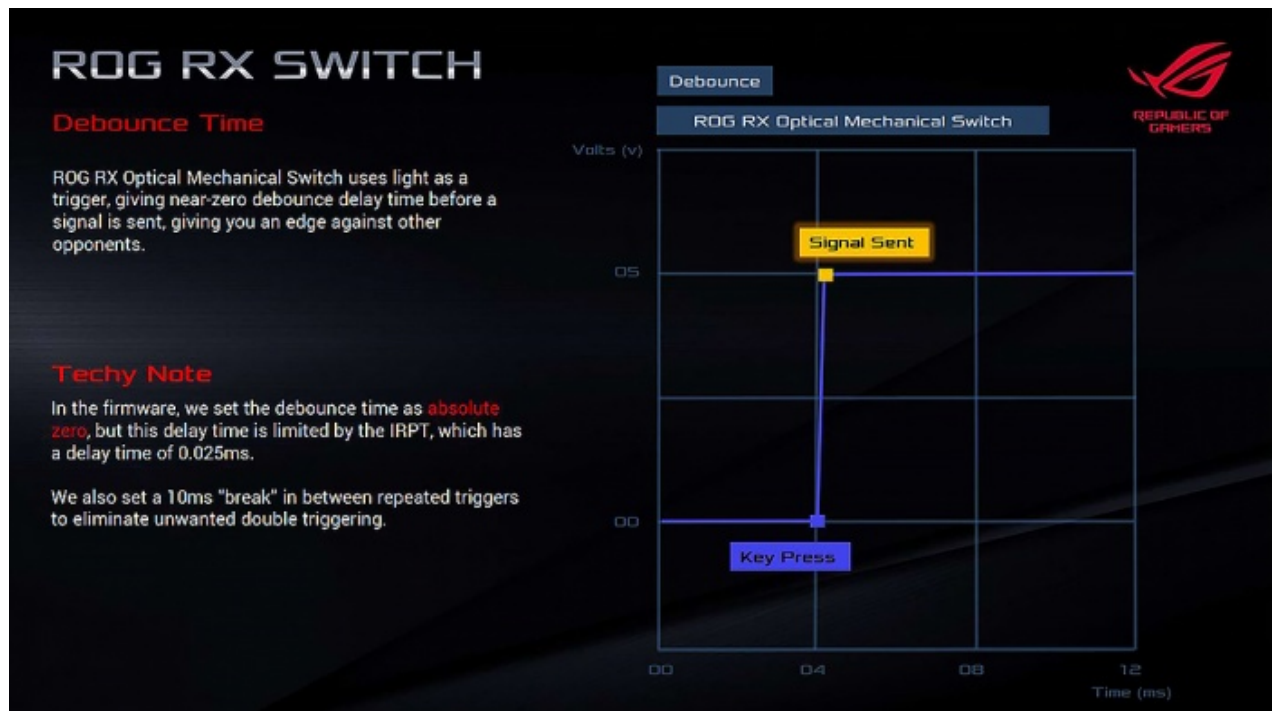 ROG RX SWITCH
Debounce Time
ROG RX Optical Mechanical Switch uses light as a
trigger, giving near-zero debounce delay time before a
signal is sent, giving you an edge against other
opponents.
Techy Note
In the firmware, we set the debounce time as absolute
zero, but this delay time is limited by the IRPT, which has
a delay time of 0.025ms.
We also set a 10ms "break" in between repeated triggers
to eliminate unwanted double triggering.
Debounce
ROG RX Optical Mechanical Switch
REPUBLIC OF
GAMERS
Volts (v)
Signal Sent
05
00
Key Press
00 04 08 12
Time (ms)